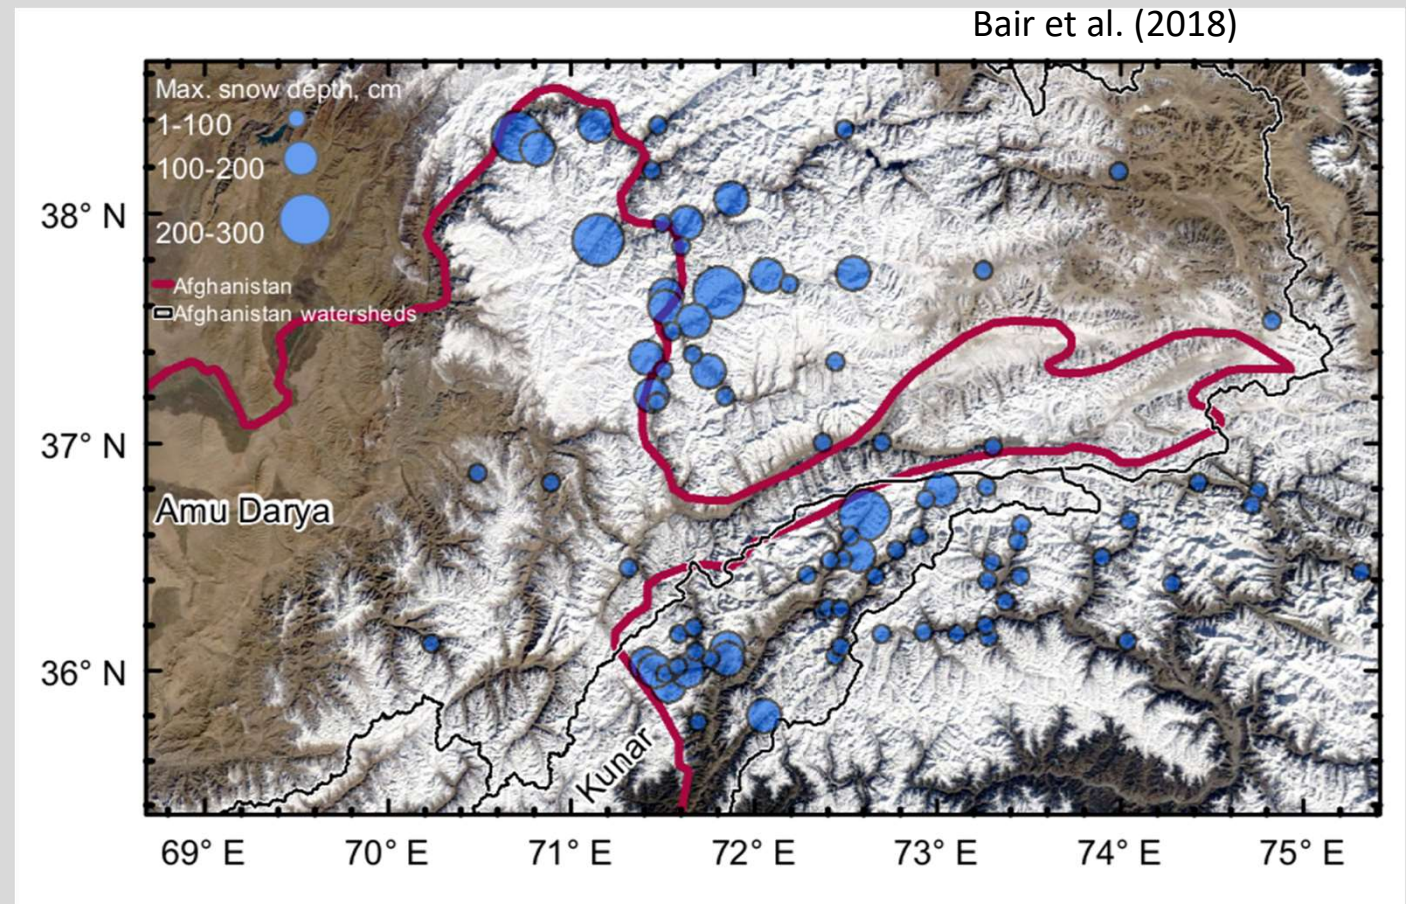 Bair et al. (2018)
Max. snow depth, cm
1-100
100-200
200-300
Afghanistan
Afghanistan watersheds
38° N
37° N
Amu Darya
36° N
Kunar
69° E 70° E 71° E 72° E 73° E 74° E 75° E